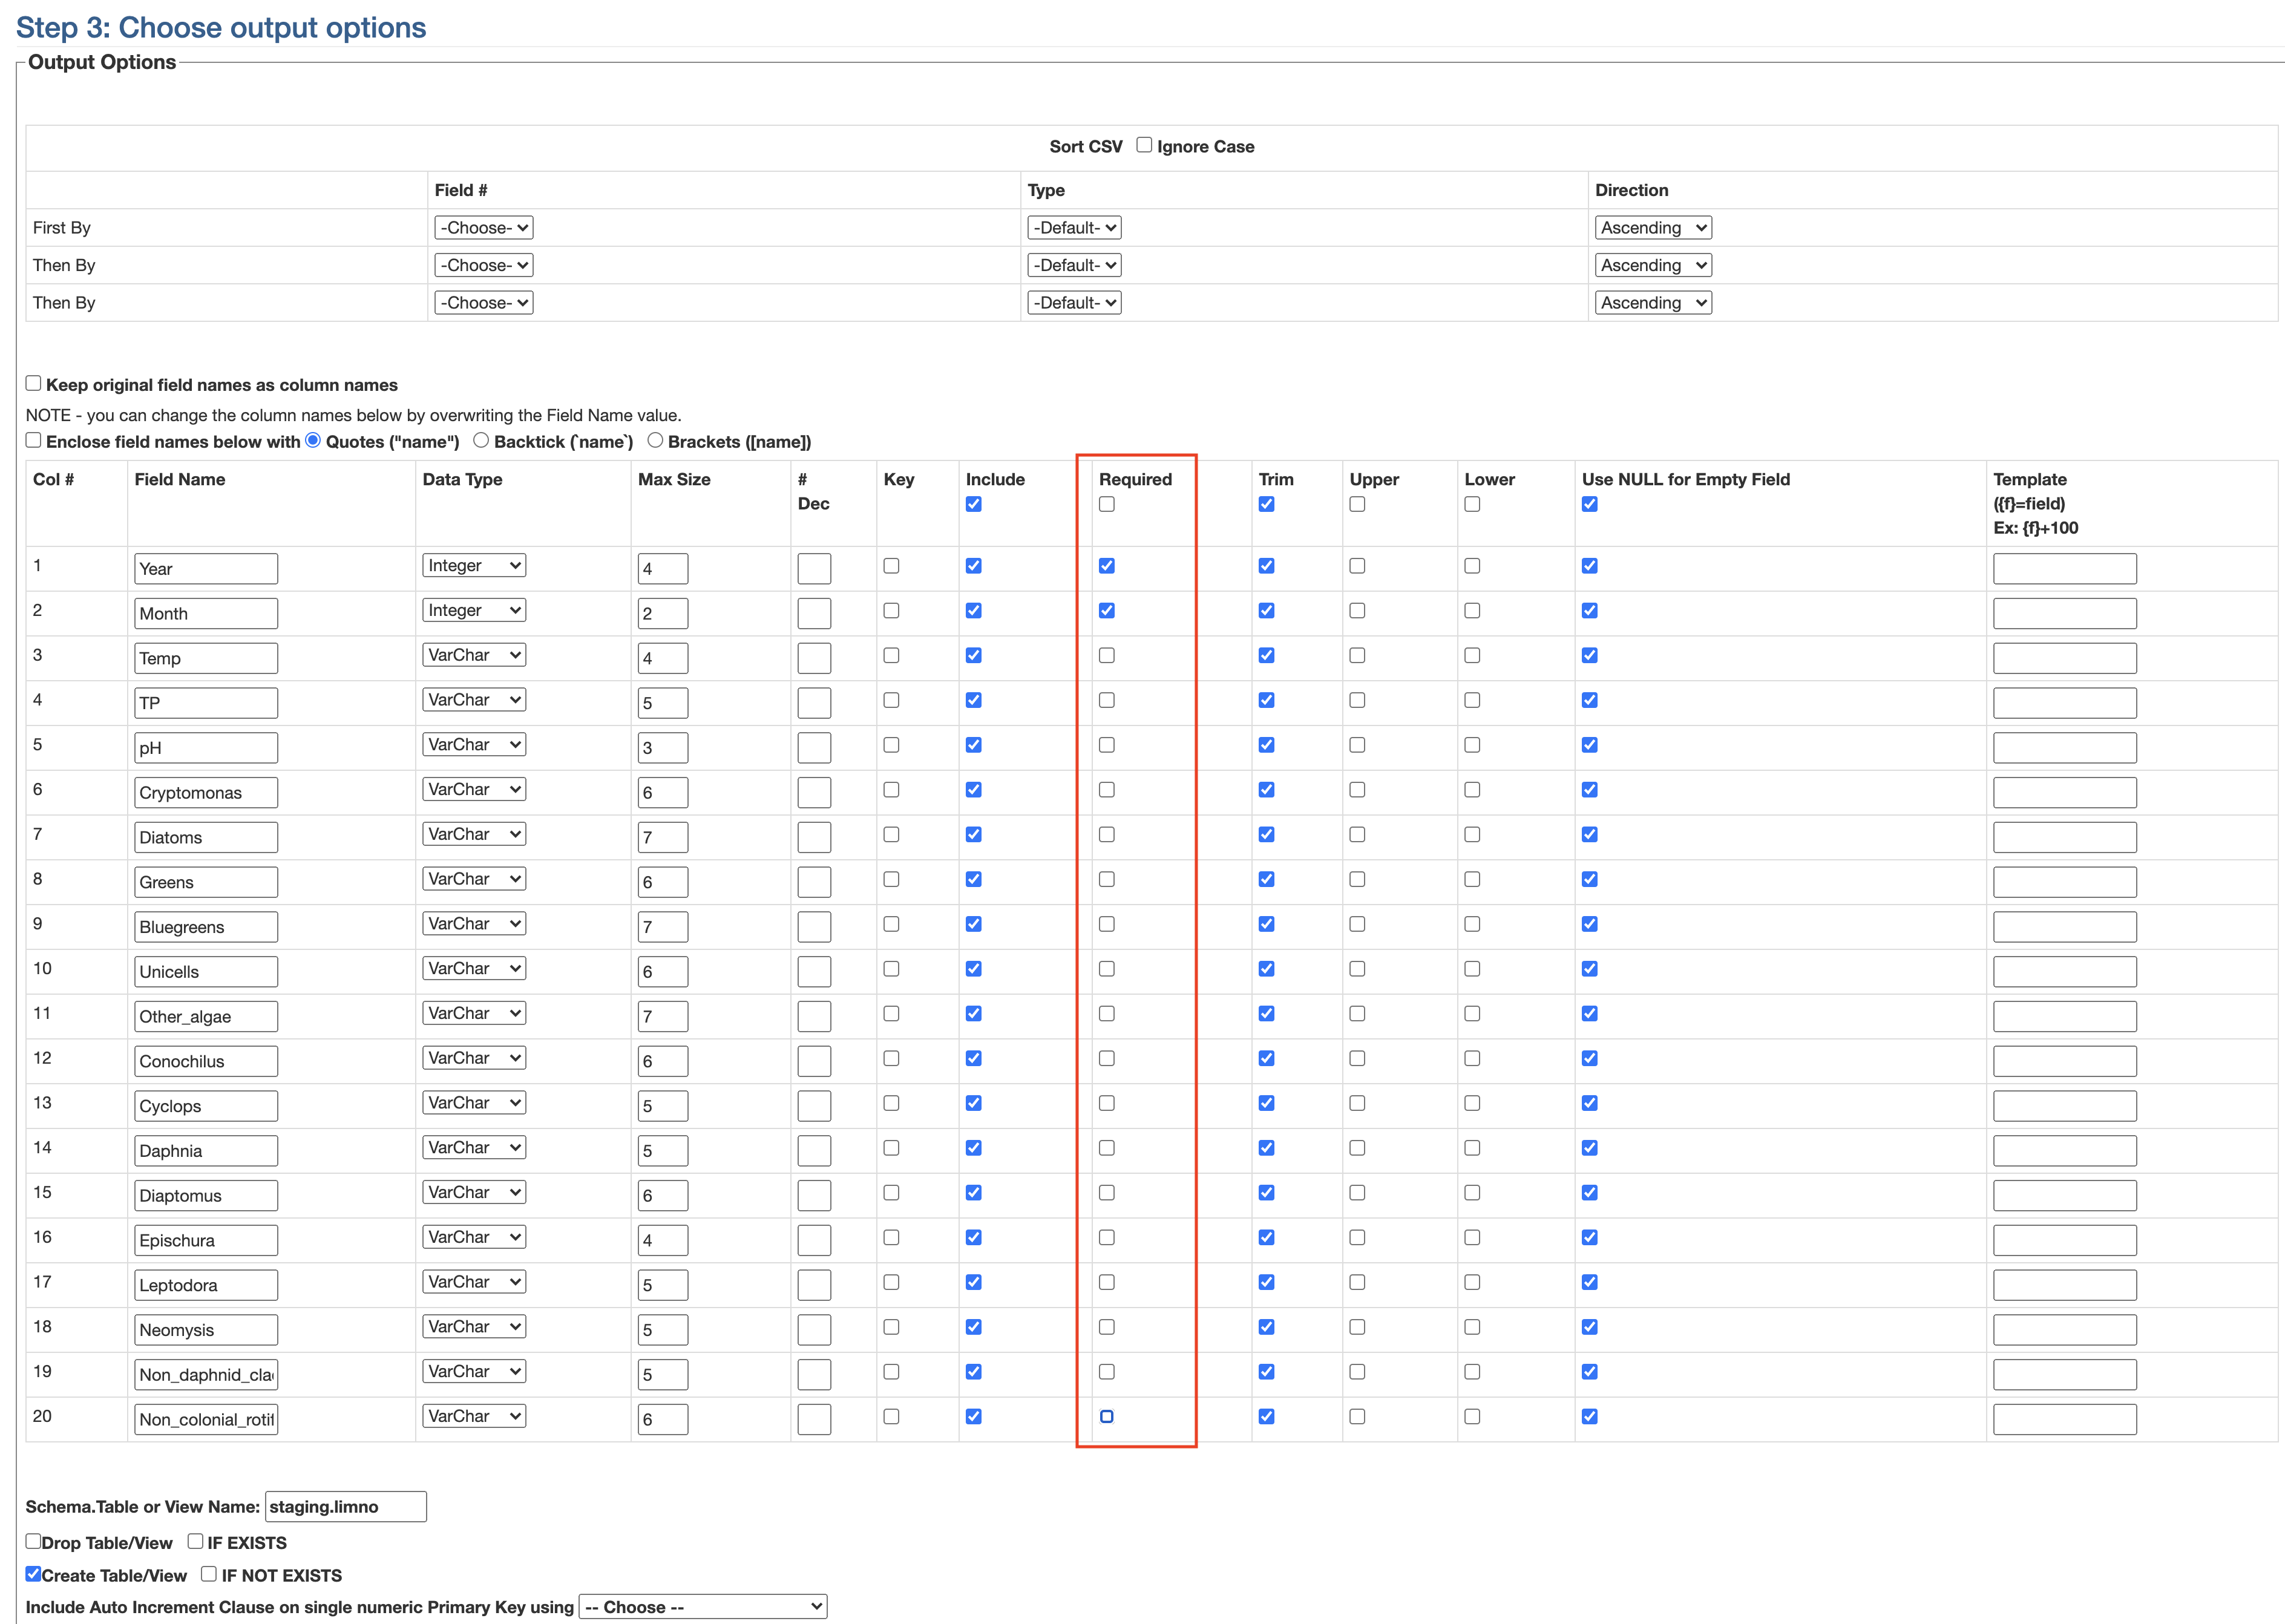 Step 3: Choose output options
Output Options
Sort CSV Ignore Case
Field # Type Direction
First By -Choose- -Default- Ascending
Then By -Choose- -Default- Ascending
Then By -Choose- -Default- Ascending
Keep original field names as column names
NOTE - you can change the column names below by overwriting the Field Name value.
Enclose field names below with Quotes ("name") Backtick (`name`) Brackets ([name])
Col # Field Name Data Type Max Size # Key Include Required Trim Upper Lower Use NULL for Empty Field Template
Dec ({f}=field)
Ex: {f}+100
1 Year Integer 4
2 Month Integer 2
3 Temp VarChar 4
4 TP VarChar 5
5 pH VarChar 3
6 Cryptomonas VarChar 6
7 Diatoms VarChar 7
8 Greens VarChar 6
9 Bluegreens VarChar 7
10 Unicells VarChar 6
11 Other_algae VarChar 7
12 Conochilus VarChar 6
13 Cyclops VarChar 5
14 Daphnia VarChar 5
15 Diaptomus VarChar 6
16 Epischura VarChar 4
17 Leptodora VarChar 5
18 Neomysis VarChar 5
19 Non_daphnid_cla VarChar 5
20 Non_colonial_roti VarChar 6
Schema.Table or View Name: staging.limno
Drop Table/View IF EXISTS
Create Table/View IF NOT EXISTS
Include Auto Increment Clause on single numeric Primary Key using -- Choose --